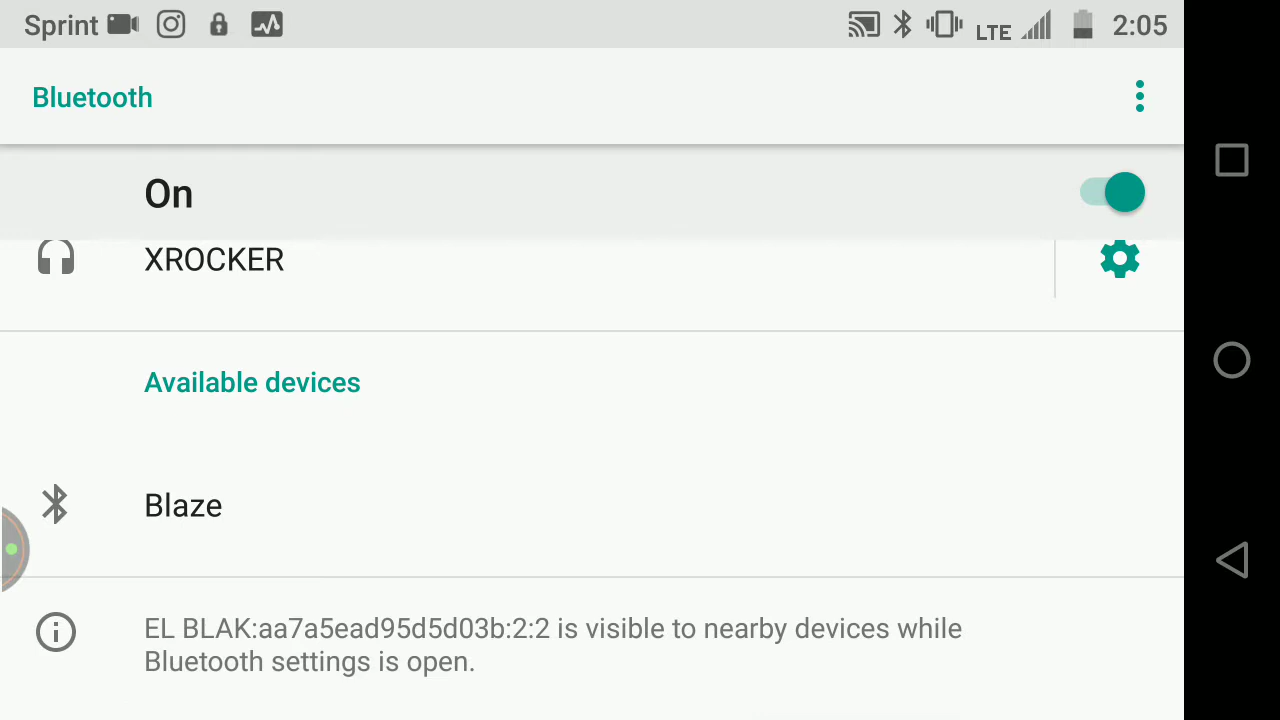 Sprint LTE 2:05
Bluetooth
On
XROCKER
Available devices
Blaze
EL BLAK:aa7a5ead95d5d03b:2:2 is visible to nearby devices while
Bluetooth settings is open.